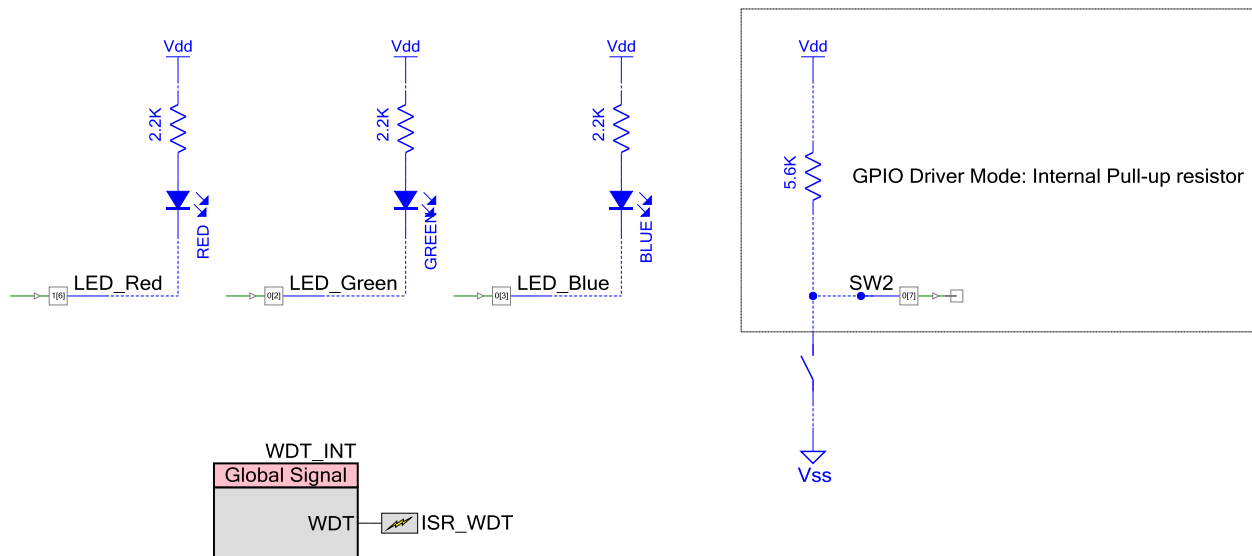 Vdd
Vdd
Vdd
Vdd
2.2K
2.2K
2.2K
5.6K
GPIO Driver Mode: Internal Pull-up resistor
RED
GREEN
BLUE
LED_Red
LED_Green
LED_Blue
SW2
1[6]
0[2]
0[3]
0[7]
WDT_INT
Global Signal
Vss
WDT
ISR_WDT